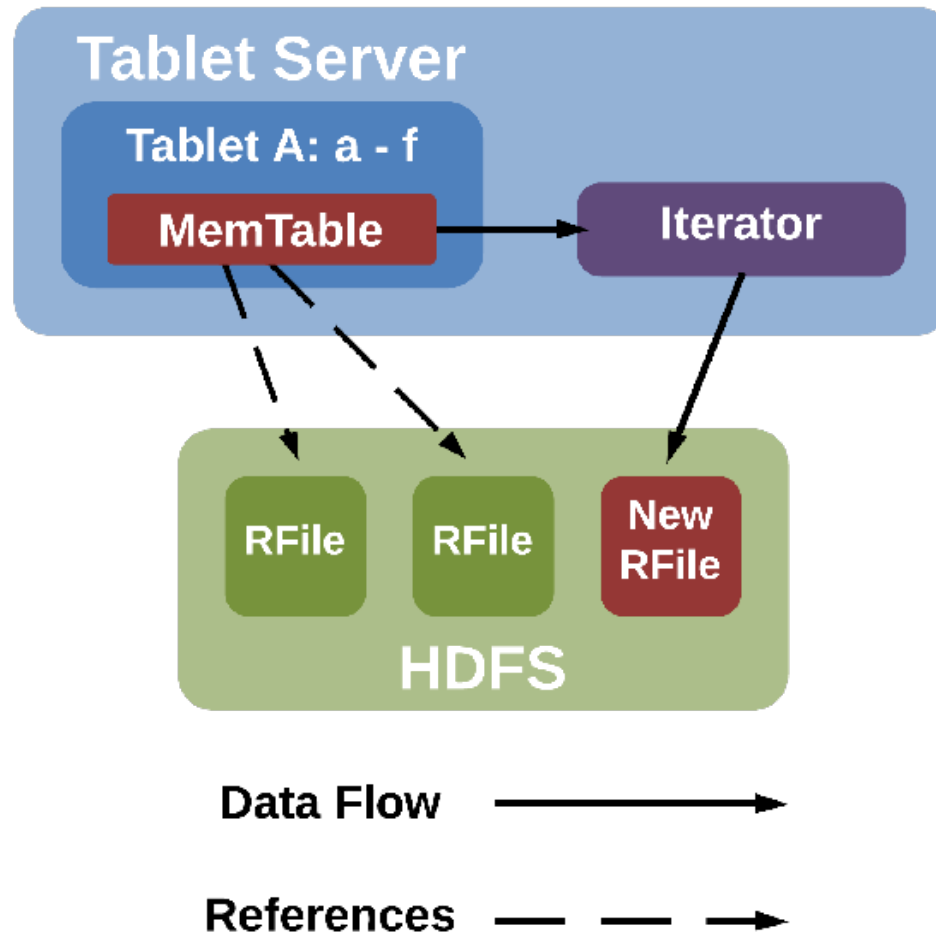 Tablet Server
Tablet A: a - f
MemTable
Iterator
RFile
RFile
New
RFile
HDFS
Data Flow
References